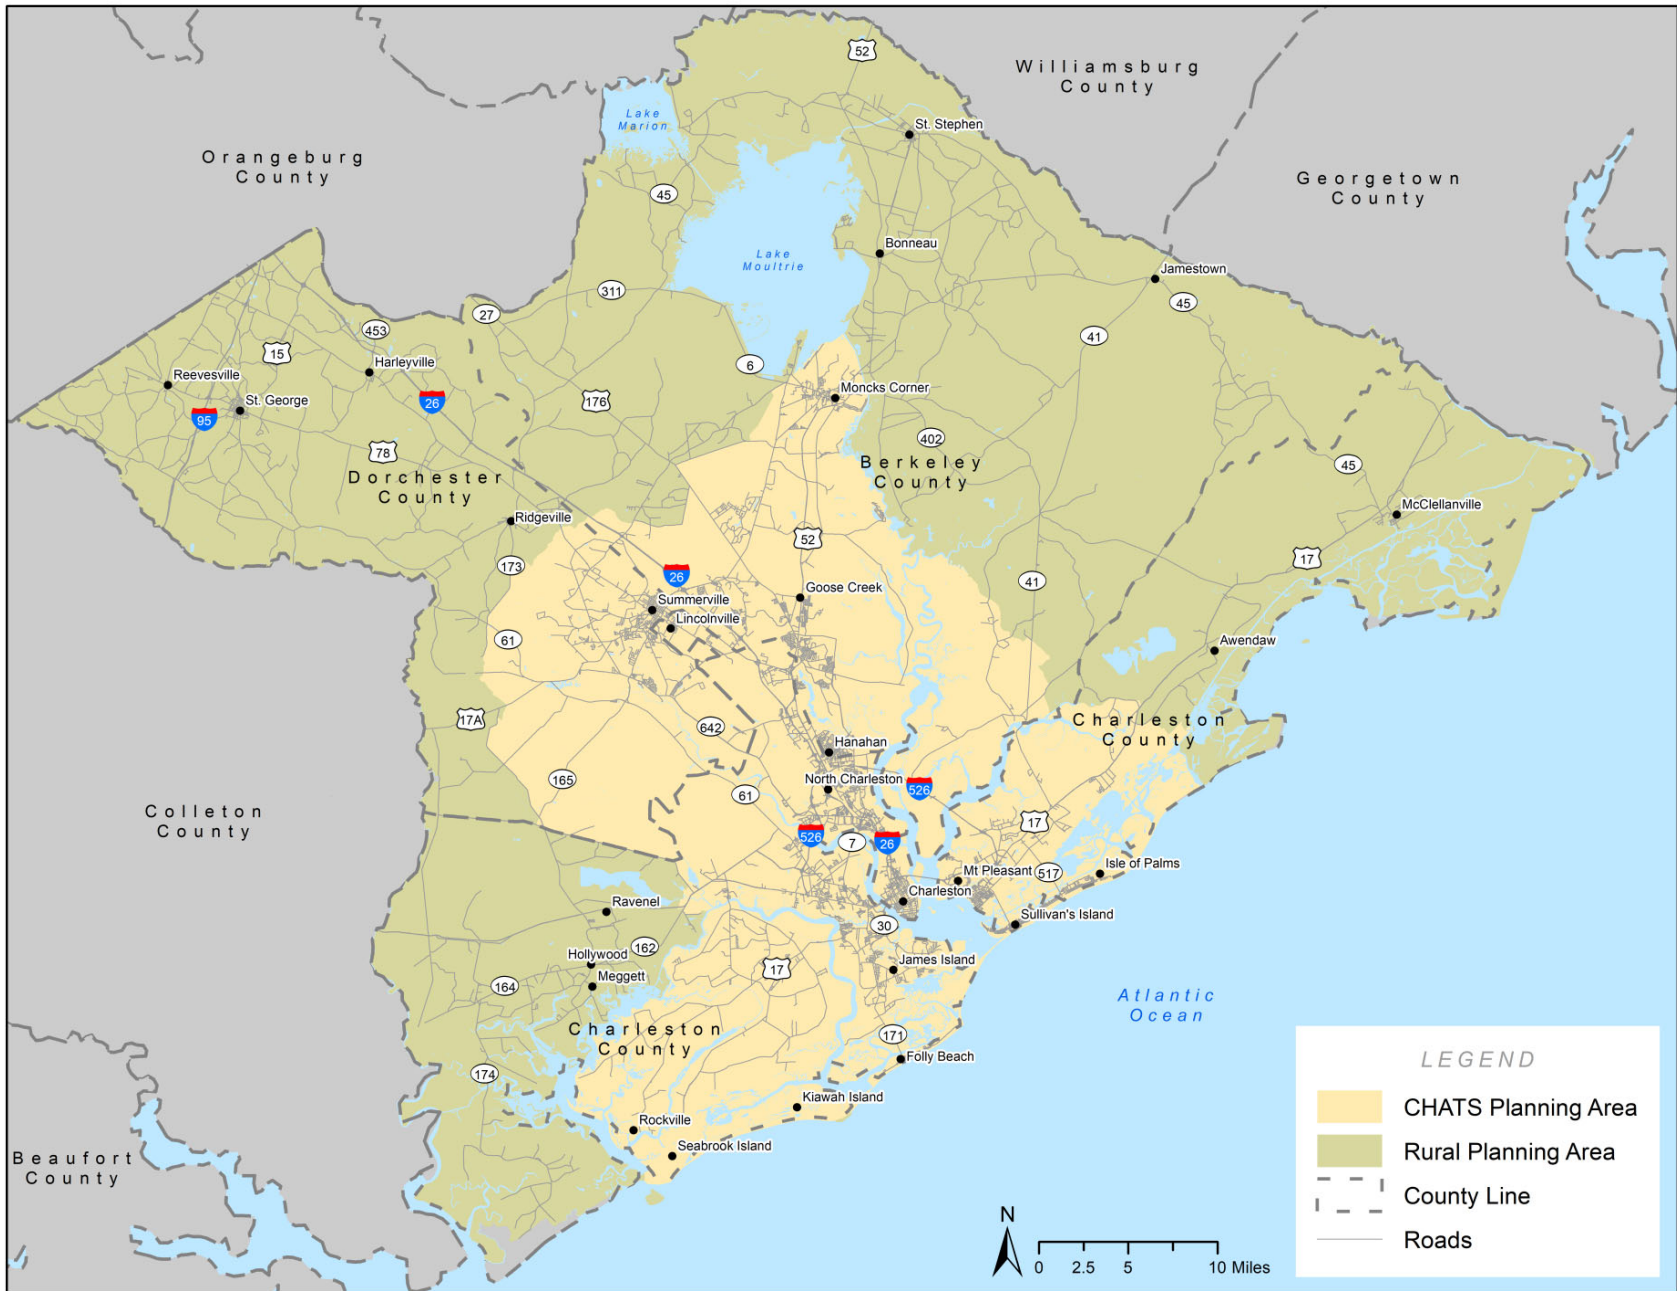 52
Williamsburg
County
Lake
Marion
St. Stephen
Orangeburg
County
45
Georgetown
County
Bonneau
Lake
Moultrie
Jamestown
311
45
27
453
41
15
Harleyville
6
Reevesville
Moncks Corner
St. George
26
176
95
402
78
Berkeley
County
45
Dorchester
County
McClellanville
Ridgeville
52
17
173
26
41
Goose Creek
Summerville
Lincolnville
61
Awendaw
17A
642
Charleston
County
Hanahan
165
North Charleston
61
526
Colleton
County
17
526
7
26
Isle of Palms
Mt Pleasant
517
Charleston
Ravenel
Sullivan's Island
30
162
Hollywood
James Island
17
Meggett
164
Atlantic
Ocean
Charleston
County
171
Folly Beach
174
Kiawah Island
Rockville
Seabrook Island
Beaufort
County
LEGEND
CHATS Planning Area
Rural Planning Area
County Line
Roads
N
0 2.5 5 10 Miles